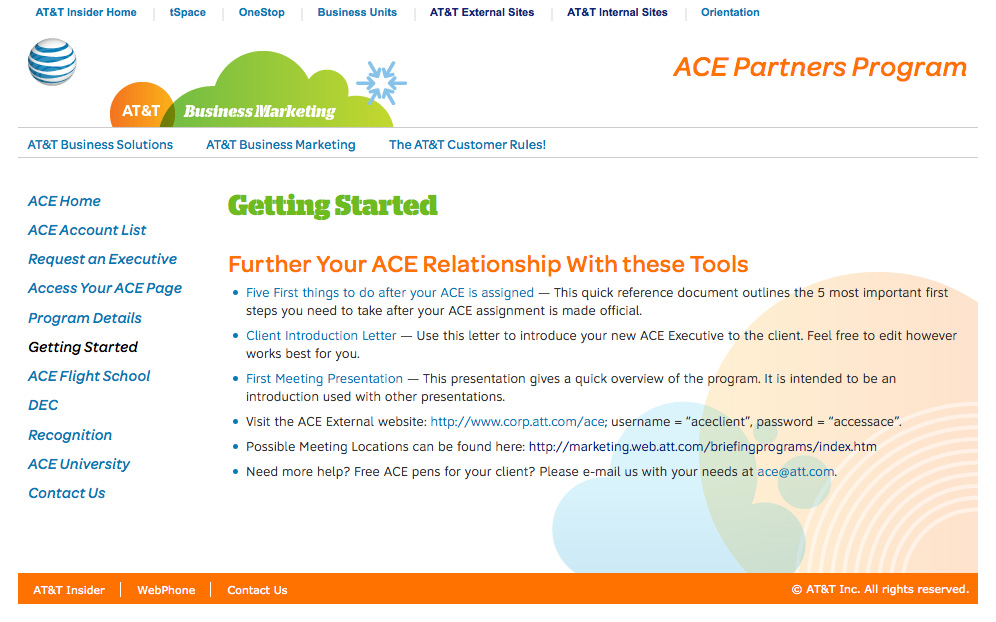 AT&T Insider Home tSpace OneStop Business Units AT&T External Sites AT&T Internal Sites Orientation
ACE Partners Program
AT&T Business Marketing
AT&T Business Solutions AT&T Business Marketing The AT&T Customer Rules!
ACE Home
ACE Account List
Request an Executive
Access Your ACE Page
Program Details
Getting Started
ACE Flight School
DEC
Recognition
ACE University
Contact Us
Getting Started
Further Your ACE Relationship With these Tools
• Five First things to do after your ACE is assigned — This quick reference document outlines the 5 most important first
steps you need to take after your ACE assignment is made official.
• Client Introduction Letter — Use this letter to introduce your new ACE Executive to the client. Feel free to edit however
works best for you.
• First Meeting Presentation — This presentation gives a quick overview of the program. It is intended to be an
introduction used with other presentations.
• Visit the ACE External website: http://www.corp.att.com/ace; username = “aceclient”, password = “accessace”.
• Possible Meeting Locations can be found here: http://marketing.web.att.com/briefingprograms/index.htm
• Need more help? Free ACE pens for your client? Please e-mail us with your needs at ace@att.com.
AT&T Insider WebPhone Contact Us © AT&T Inc. All rights reserved.